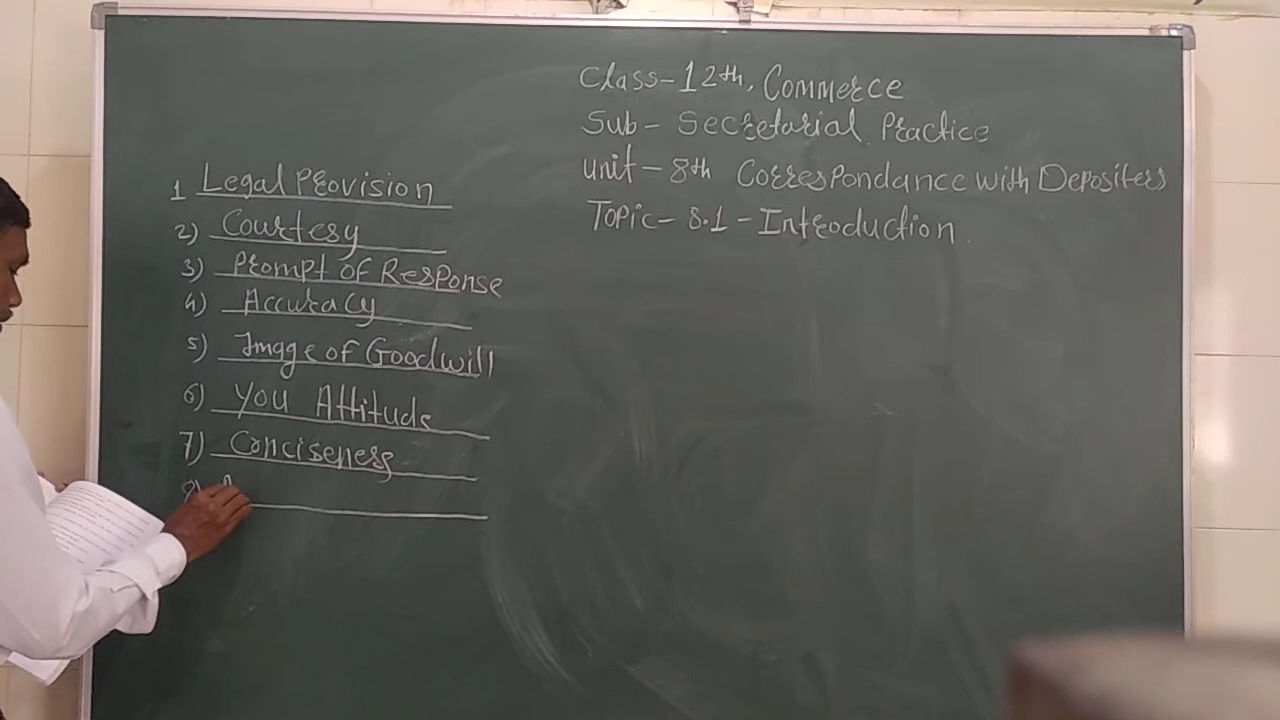 Class-12th, Commerce
Sub- Secretarial Practice
Unit- 8th Correspondance with Depositers
Topic- 8.1 - Introduction.
1 Legal Provision
2) Courtesy
3) Prompt of Response
4) Accuracy
5) Image of Goodwill
6) You Attitude
7) Conciseness
8)